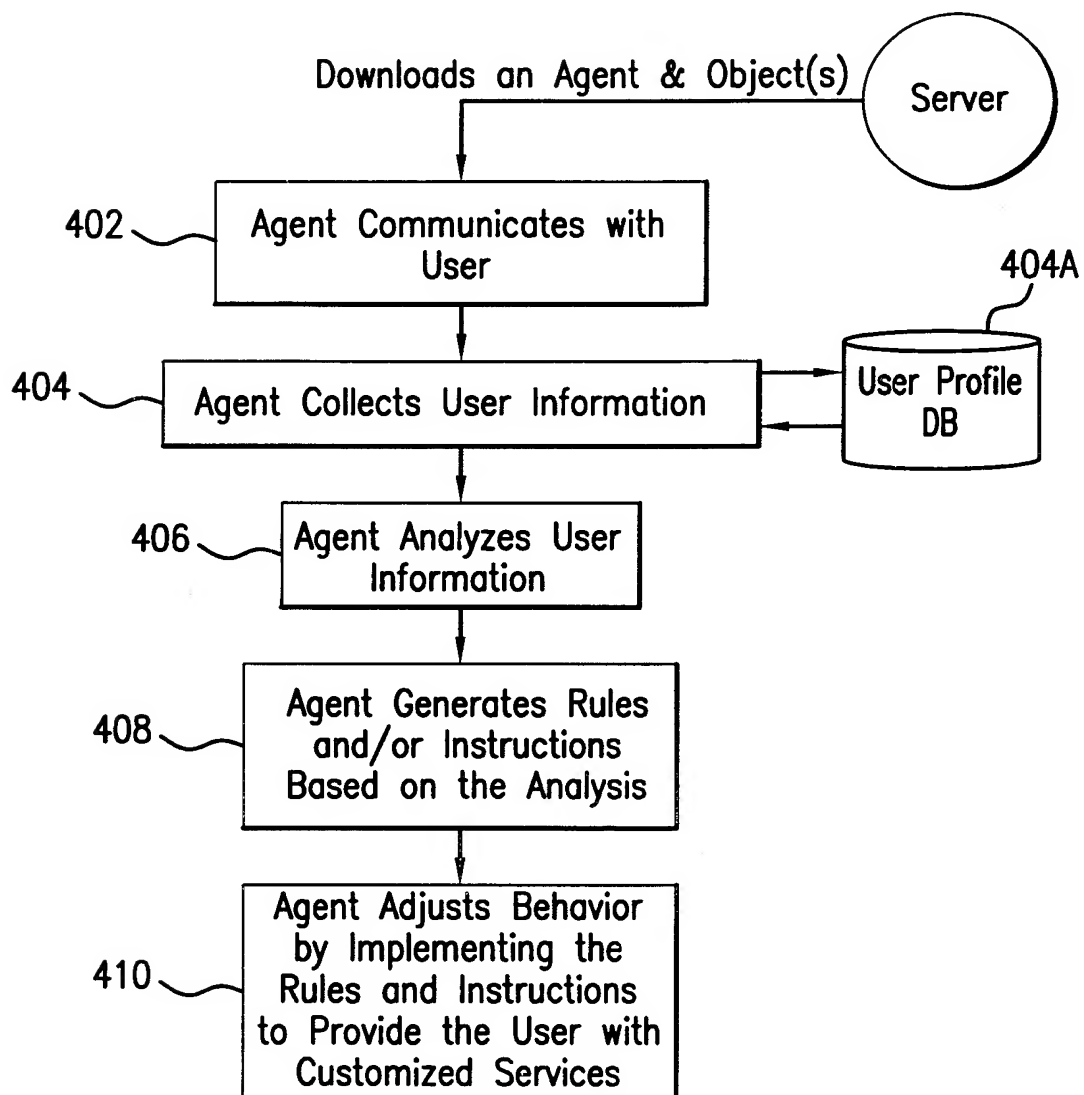 Downloads an Agent & Object(s)
Server
402
Agent Communicates with
User
404A
404
Agent Collects User Information
User Profile
DB
406
Agent Analyzes User
Information
408
Agent Generates Rules
and/or Instructions
Based on the Analysis
410
Agent Adjusts Behavior
by Implementing the
Rules and Instructions
to Provide the User with
Customized Services